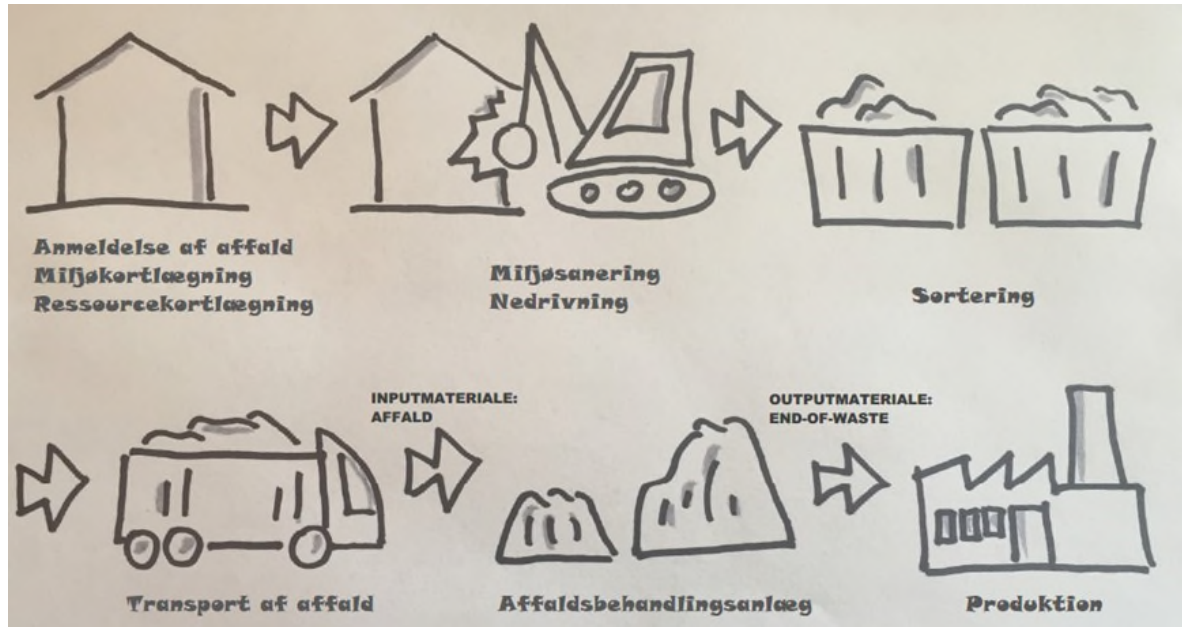 Anmeldelse af affald
Miljøkortlægning
Ressourcekortlægning
Miljøsanering
Nedrivning
Sortering
INPUTMATERIALE:
AFFALD
OUTPUTMATERIALE:
END-OF-WASTE
Transport af affald
Affaldsbehandlingsanlæg
Produktion